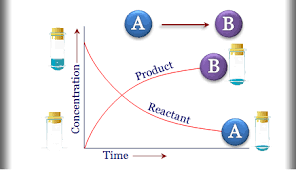 A B
Product
B
Concentration
Reactant
A
Time